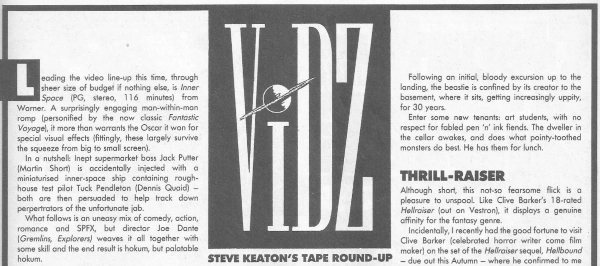 Leading the video line-up this time, through
sheer size of budget if nothing else, is Inner
Space (PG, stereo, 116 minutes) from
Warner. A surprisingly engaging man-within-man
romp (personified by the now classic Fantastic
Voyage), it more than warrants the Oscar it won for
special visual effects (fittingly, these largely survive
the squeeze from big to small screen).
In a nutshell: Inept supermarket boss Jack Putter
(Martin Short) is accidentally injected with a
miniaturised inner-space ship containing rough-
house test pilot Tuck Pendleton (Dennis Quaid) –
both are then persuaded to help track down
perpertrators of the unfortunate job.
What follows is an uneasy mix of comedy, action,
romance and SPFX, but director Joe Dante
(Gremlins, Explorers) weaves it all together with
some skill and the end result is hokum, but palatable
hokum.
ViDZ
STEVE KEATON'S TAPE ROUND-UP
Following an initial, bloody excursion up to the
landing, the beastie is confined by its creator to the
basement, where it sits, getting increasingly uppity,
for 30 years.
Enter some new tenants: art students, with no
respect for fabled pen 'n' ink fiends. The dweller in
the cellar awakes, and does what pointy-toothed
monsters do best. He has them for lunch.
THRILL-RAISER
Although short, this not-so fearsome flick is a
pleasure to unspool. Like Clive Barker's 18-rated
Hellraiser (out on Vestron), it displays a genuine
affinity for the fantasy genre.
Incidentally, I recently had the good fortune to visit
Clive Barker (celebrated horror writer come film
maker) on the set of the Hellraiser sequel, Hellbound
– due out this Autumn – where he confirmed to me